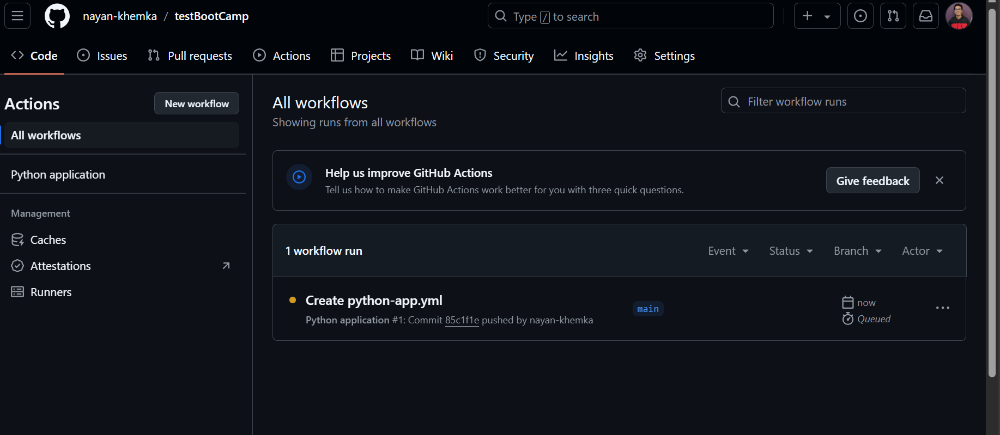 nayan-khemka / testBootCamp
Type / to search
Code
Issues
Pull requests
Actions
Projects
Wiki
Security
Insights
Settings
Actions
New workflow
All workflows
Python application
Management
Caches
Attestations
Runners
All workflows
Showing runs from all workflows
Filter workflow runs
Help us improve GitHub Actions
Tell us how to make GitHub Actions work better for you with three quick questions.
Give feedback
1 workflow run
Event
Status
Branch
Actor
Create python-app.yml
Python application #1: Commit 85c1f1e pushed by nayan-khemka
main
now
Queued